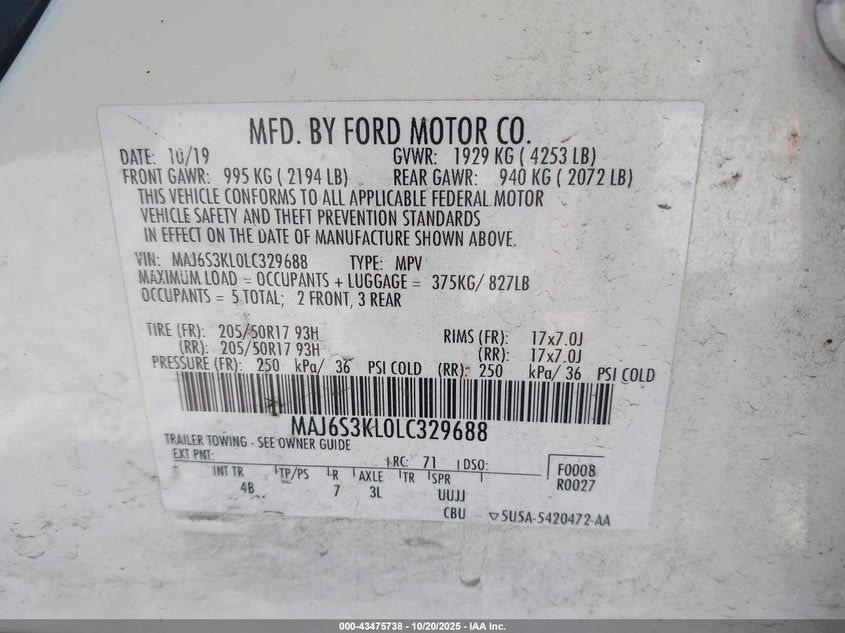 MFD. BY FORD MOTOR CO.
DATE: 10/19 GVWR: 1929 KG ( 4253 LB)
FRONT GAWR: 995 KG ( 2194 LB) REAR GAWR: 940 KG ( 2072 LB)
THIS VEHICLE CONFORMS TO ALL APPLICABLE FEDERAL MOTOR
VEHICLE SAFETY AND THEFT PREVENTION STANDARDS
IN EFFECT ON THE DATE OF MANUFACTURE SHOWN ABOVE.
VIN: MAJ6S3KL0LC329688 TYPE: MPV
MAXIMUM LOAD = OCCUPANTS + LUGGAGE = 375KG/ 827LB
OCCUPANTS = 5 TOTAL; 2 FRONT, 3 REAR
TIRE (FR): 205/50R17 93H RIMS (FR): 17x7.0J
(RR): 205/50R17 93H (RR): 17x7.0J
PRESSURE (FR): 250 kPa/ 36 PSI COLD (RR): 250 kPa/ 36 PSI COLD
MAJ6S3KL0LC329688
TRAILER TOWING - SEE OWNER GUIDE
EXT PNT: RC: 71 DSO: F0008
INT TR TP/PS R AXLE TR SPR R0027
4B 7 3L UUJJ
CBU ▽5U5A-5420472-AA
000-43475738 - 10/20/2025 - IAA Inc.